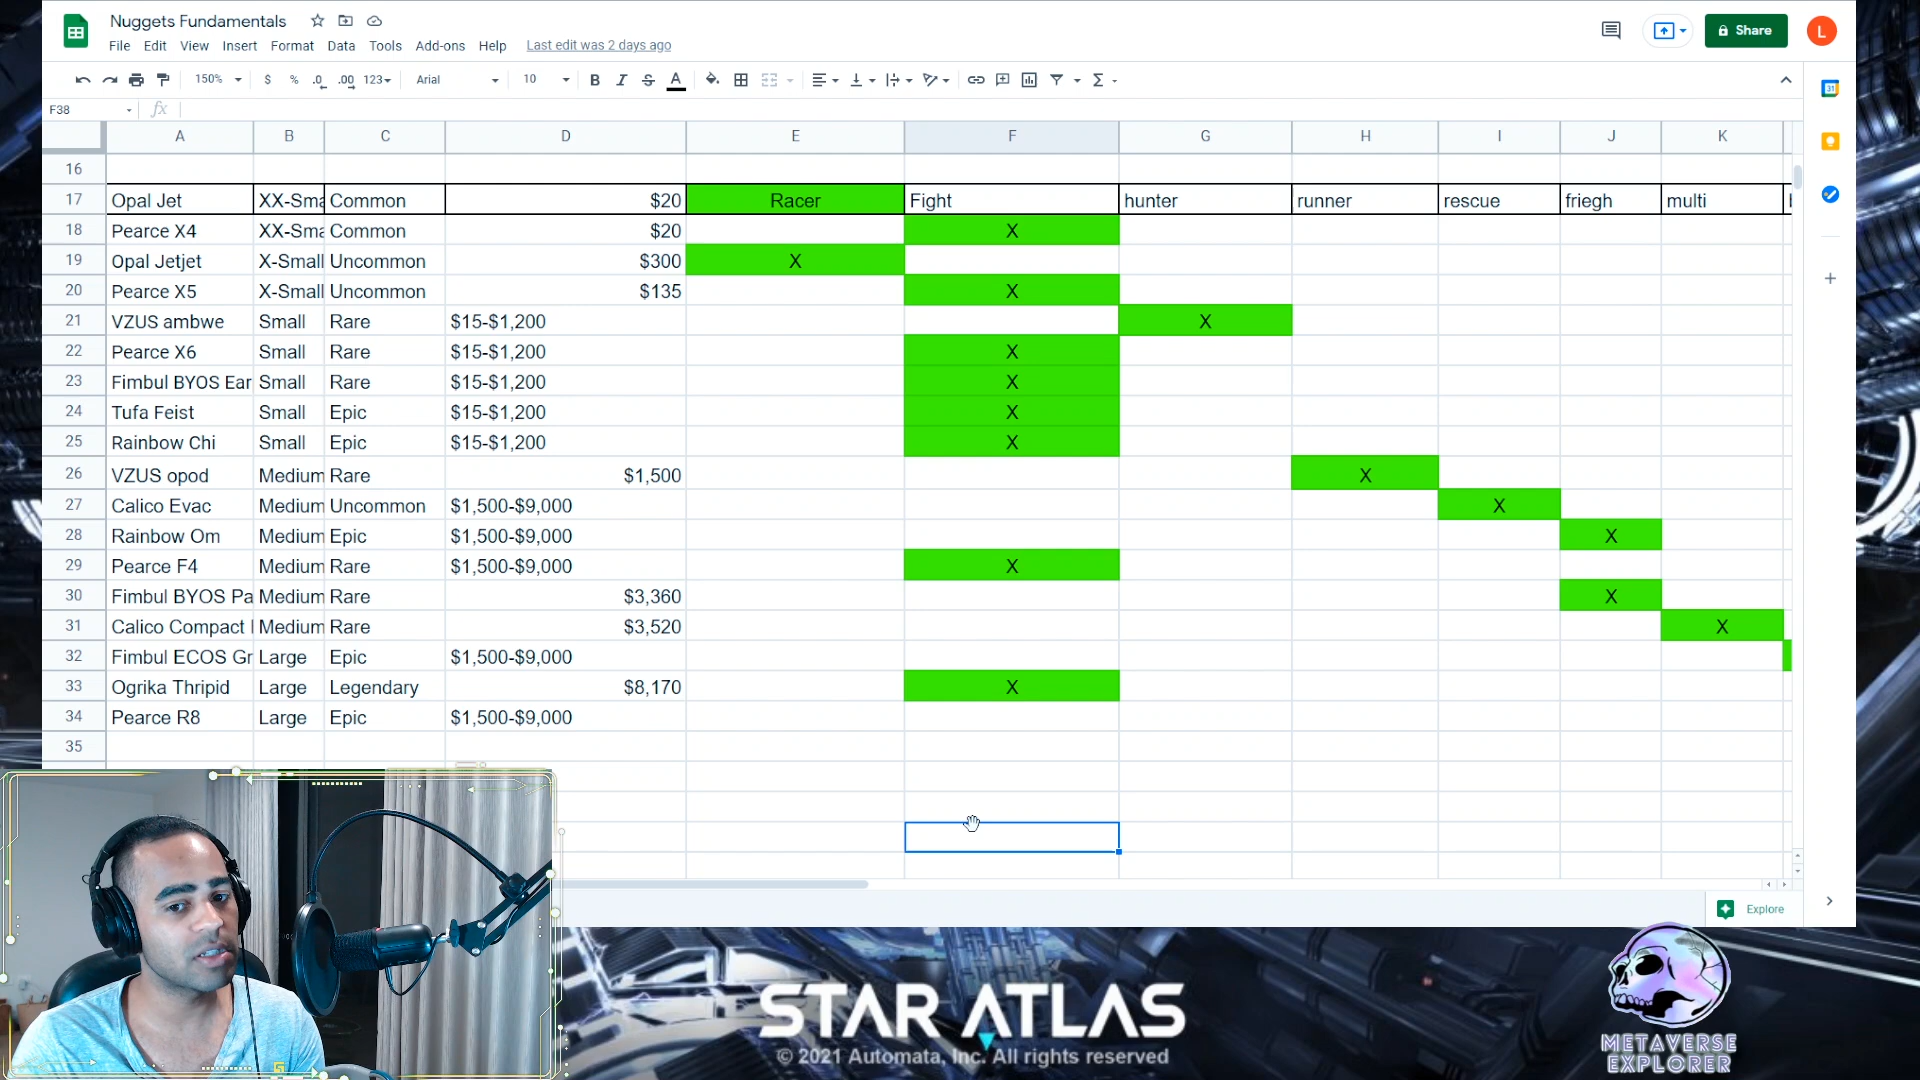 Nuggets Fundamentals
File Edit View Insert Format Data Tools Add-ons Help Last edit was 2 days ago
Share
L
150% $ % .0 .00 123 Arial 10 B I S A
F38 fx
A B C D E F G H I J K
16
17 Opal Jet XX-Sma Common $20 Racer Fight hunter runner rescue friegh multi
18 Pearce X4 XX-Sma Common $20 X
19 Opal Jetjet X-Small Uncommon $300 X
20 Pearce X5 X-Small Uncommon $135 X
21 VZUS ambwe Small Rare $15-$1,200 X
22 Pearce X6 Small Rare $15-$1,200 X
23 Fimbul BYOS Ear Small Rare $15-$1,200 X
24 Tufa Feist Small Epic $15-$1,200 X
25 Rainbow Chi Small Epic $15-$1,200 X
26 VZUS opod Medium Rare $1,500 X
27 Calico Evac Medium Uncommon $1,500-$9,000 X
28 Rainbow Om Medium Epic $1,500-$9,000 X
29 Pearce F4 Medium Rare $1,500-$9,000 X
30 Fimbul BYOS Pa Medium Rare $3,360 X
31 Calico Compact Medium Rare $3,520 X
32 Fimbul ECOS Gr Large Epic $1,500-$9,000
33 Ogrika Thripid Large Legendary $8,170 X
34 Pearce R8 Large Epic $1,500-$9,000
35
Explore
STAR ATLAS
© 2021 Automata, Inc. All rights reserved
METAVERSE
EXPLORER